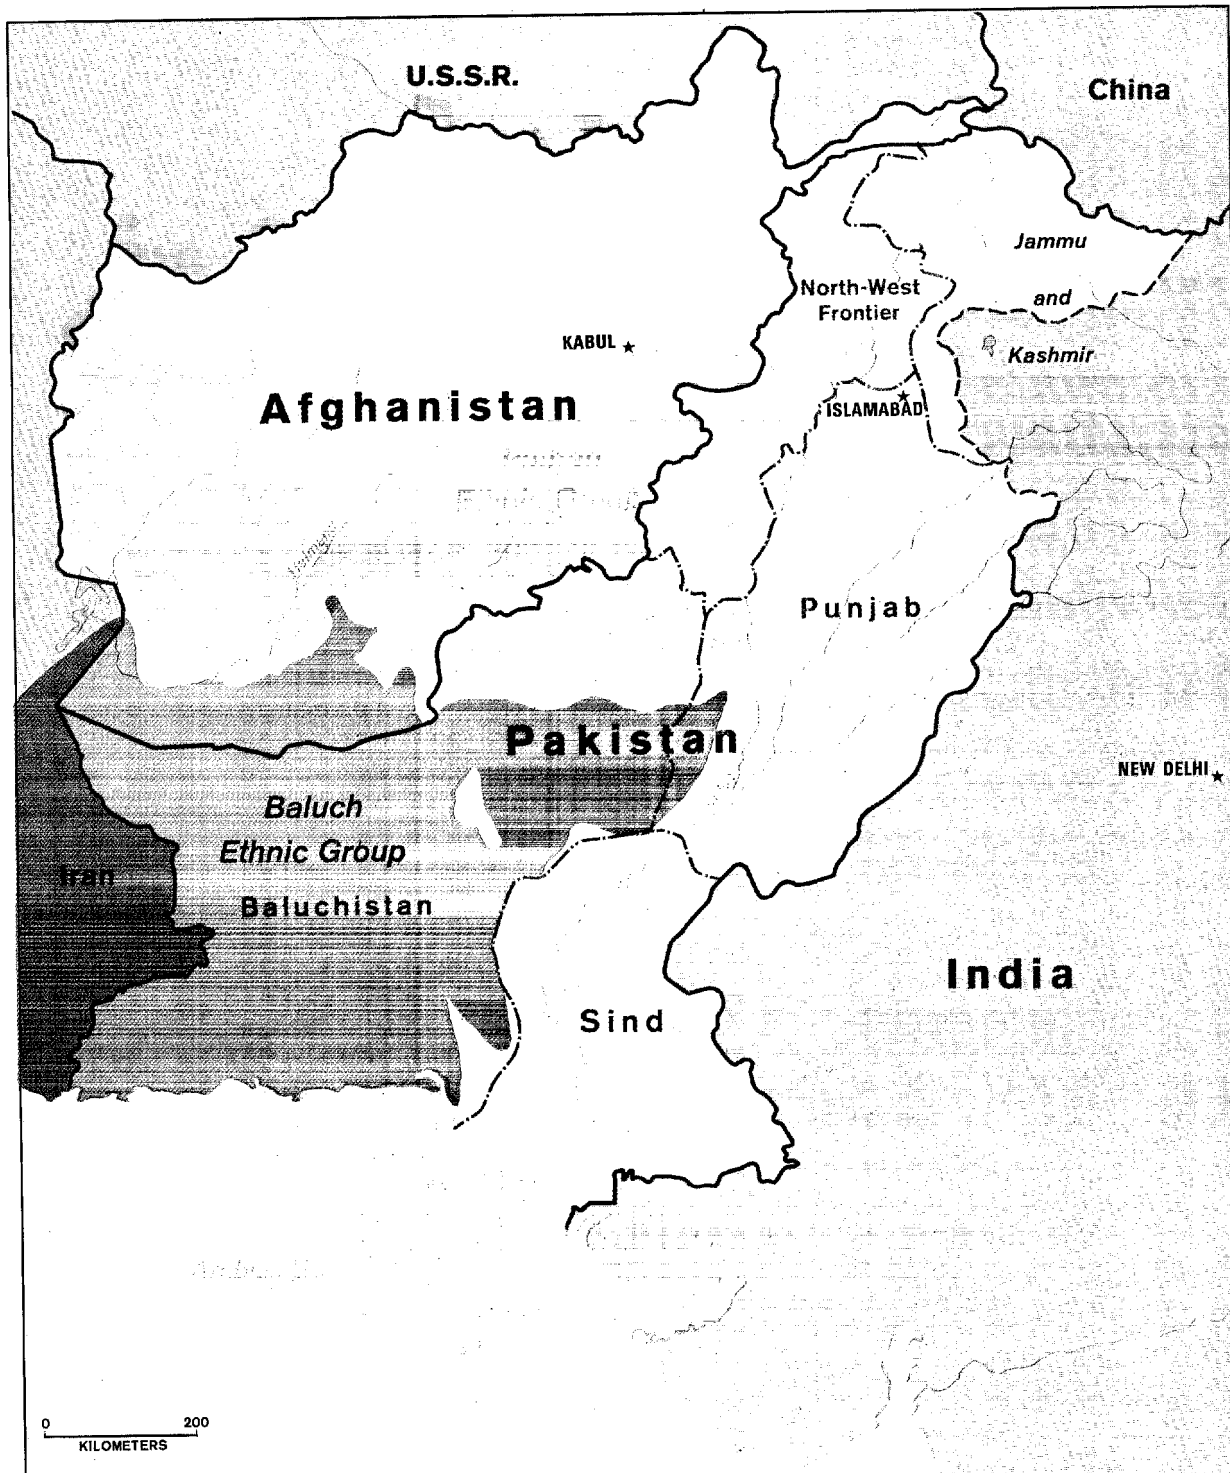 U.S.S.R.
China
Jammu
and
Kashmir
North-West
Frontier
KABUL
ISLAMABAD
Afghanistan
Helmand
Punjab
Pakistan
NEW DELHI
Baluch
Ethnic Group
Iran
Baluchistan
India
Sind
0 200
KILOMETERS